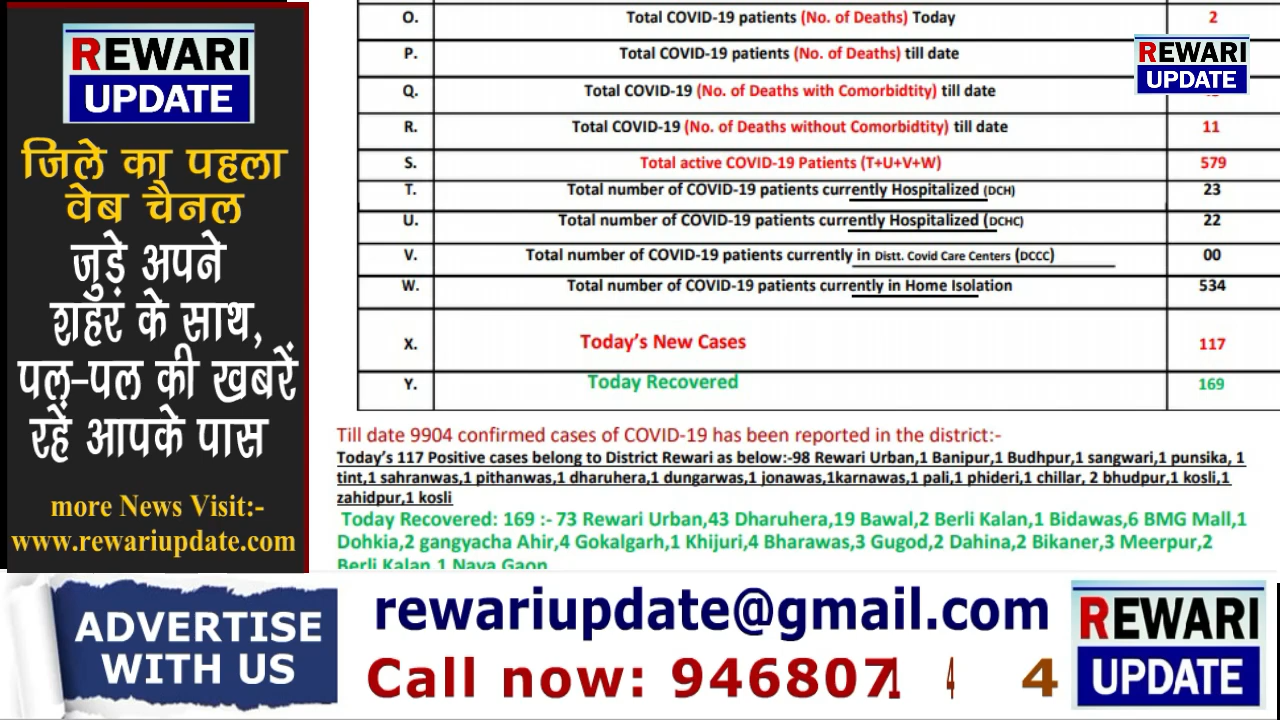 REWARI
UPDATE
जिले का पहला
वेब चैनल
जुड़े अपने
शहर के साथ,
पल-पल की खबरें
रहें आपके पास
more News Visit:-
www.rewariupdate.com
O. Total COVID-19 patients (No. of Deaths) Today 2
P. Total COVID-19 patients (No. of Deaths) till date
REWARI
UPDATE
Q. Total COVID-19 (No. of Deaths with Comorbidtity) till date
R. Total COVID-19 (No. of Deaths without Comorbidtity) till date 11
S. Total active COVID-19 Patients (T+U+V+W) 579
T. Total number of COVID-19 patients currently Hospitalized (DCH) 23
U. Total number of COVID-19 patients currently Hospitalized (DCHC) 22
V. Total number of COVID-19 patients currently in Distt. Covid Care Centers (DCCC) 00
W. Total number of COVID-19 patients currently in Home Isolation 534
X. Today's New Cases 117
Y. Today Recovered 169
Till date 9904 confirmed cases of COVID-19 has been reported in the district:-
Today's 117 Positive cases belong to District Rewari as below:-98 Rewari Urban,1 Banipur,1 Budhpur,1 sangwari,1 punsika, 1
tint,1 sahranwas,1 pithanwas,1 dharuhera,1 dungarwas,1 jonawas,1karnawas,1 pali,1 phideri,1 chillar, 2 bhudpur,1 kosli,1
zahidpur,1 kosli
Today Recovered: 169 :- 73 Rewari Urban,43 Dharuhera,19 Bawal,2 Berli Kalan,1 Bidawas,6 BMG Mall,1
Dohkia,2 gangyacha Ahir,4 Gokalgarh,1 Khijuri,4 Bharawas,3 Gugod,2 Dahina,2 Bikaner,3 Meerpur,2
Berli Kalan,1 Naya Gaon
ADVERTISE
WITH US
rewariupdate@gmail.com
Call now: 946807 1 4 4
REWARI
UPDATE